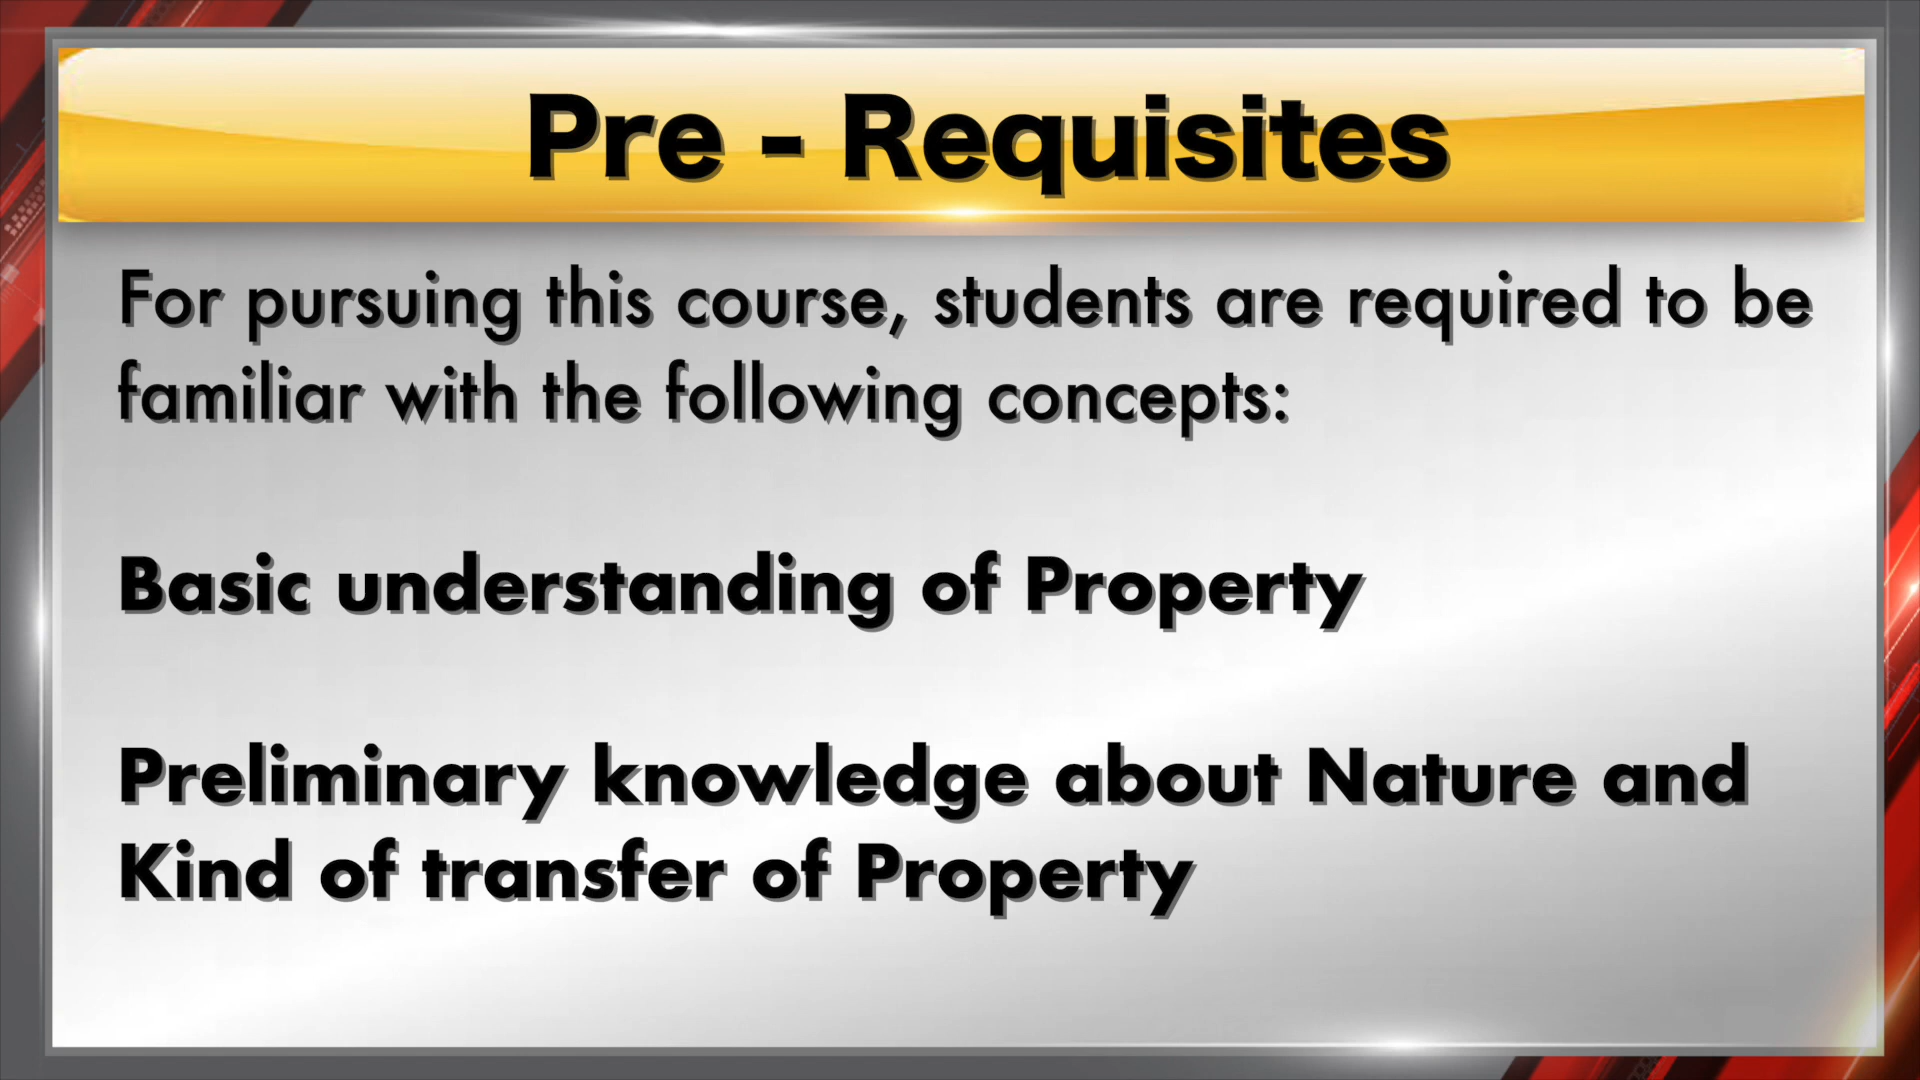 Pre - Requisites
For pursuing this course, students are required to be
familiar with the following concepts:
Basic understanding of Property
Preliminary knowledge about Nature and
Kind of transfer of Property